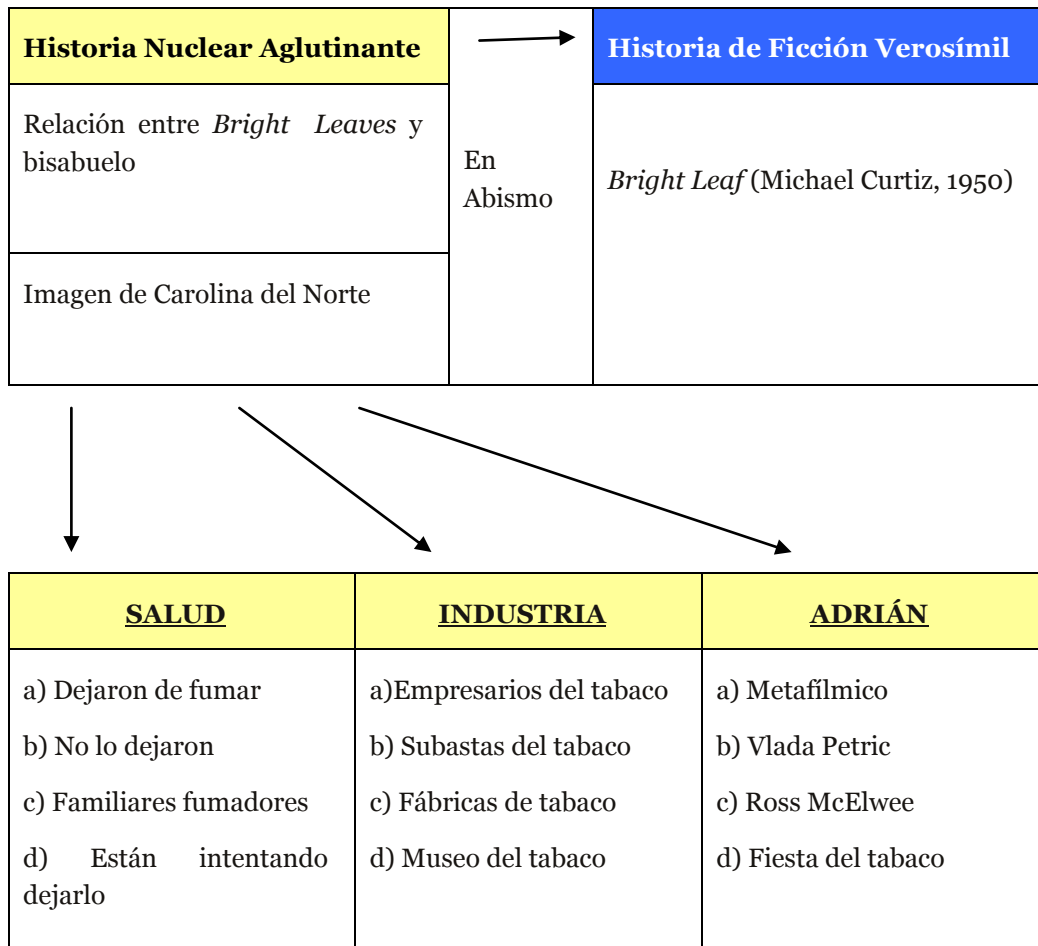 Historia Nuclear Aglutinante
Historia de Ficción Verosímil
Relación entre Bright Leaves y
bisabuelo
En
Abismo
Bright Leaf (Michael Curtiz, 1950)
Imagen de Carolina del Norte
SALUD
INDUSTRIA
ADRIÁN
a) Dejaron de fumar
b) No lo dejaron
c) Familiares fumadores
d) Están intentando
dejarlo
a)Empresarios del tabaco
b) Subastas del tabaco
c) Fábricas de tabaco
d) Museo del tabaco
a) Metafílmico
b) Vlada Petric
c) Ross McElwee
d) Fiesta del tabaco